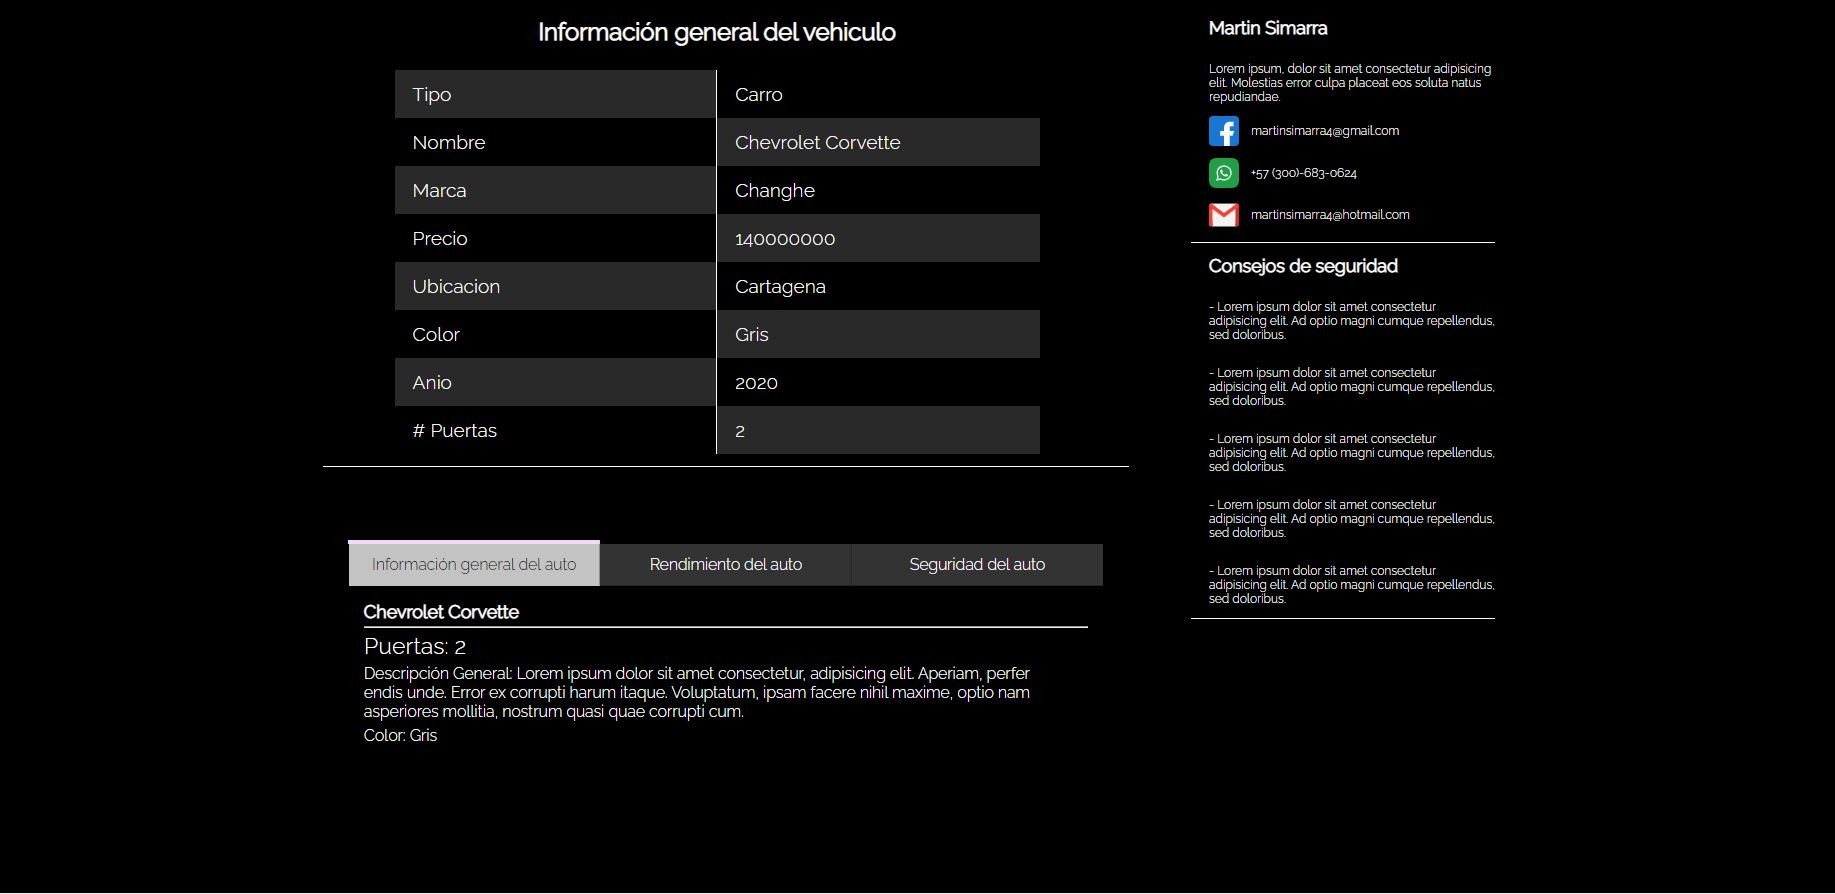 Información general del vehiculo
Tipo Carro
Nombre Chevrolet Corvette
Marca Changhe
Precio 140000000
Ubicacion Cartagena
Color Gris
Anio 2020
# Puertas 2
Información general del auto Rendimiento del auto Seguridad del auto
Chevrolet Corvette
Puertas: 2
Descripción General: Lorem ipsum dolor sit amet consectetur, adipisicing elit. Aperiam, perfer
endis unde. Error ex corrupti harum itaque. Voluptatum, ipsam facere nihil maxime, optio nam
asperiores mollitia, nostrum quasi quae corrupti cum.
Color: Gris
Martin Simarra
Lorem ipsum, dolor sit amet consectetur adipisicing
elit. Molestias error culpa placeat eos soluta natus
repudiandae.
martinsimarra4@gmail.com
+57 (300)-683-0624
martinsimarra4@hotmail.com
Consejos de seguridad
- Lorem ipsum dolor sit amet consectetur
adipisicing elit. Ad optio magni cumque repellendus,
sed doloribus.
- Lorem ipsum dolor sit amet consectetur
adipisicing elit. Ad optio magni cumque repellendus,
sed doloribus.
- Lorem ipsum dolor sit amet consectetur
adipisicing elit. Ad optio magni cumque repellendus,
sed doloribus.
- Lorem ipsum dolor sit amet consectetur
adipisicing elit. Ad optio magni cumque repellendus,
sed doloribus.
- Lorem ipsum dolor sit amet consectetur
adipisicing elit. Ad optio magni cumque repellendus,
sed doloribus.